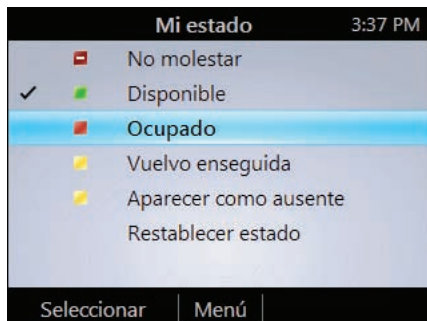 Mi estado 3:37 PM
No molestar
Disponible
Ocupado
Vuelvo enseguida
Aparecer como ausente
Restablecer estado
Seleccionar Menú